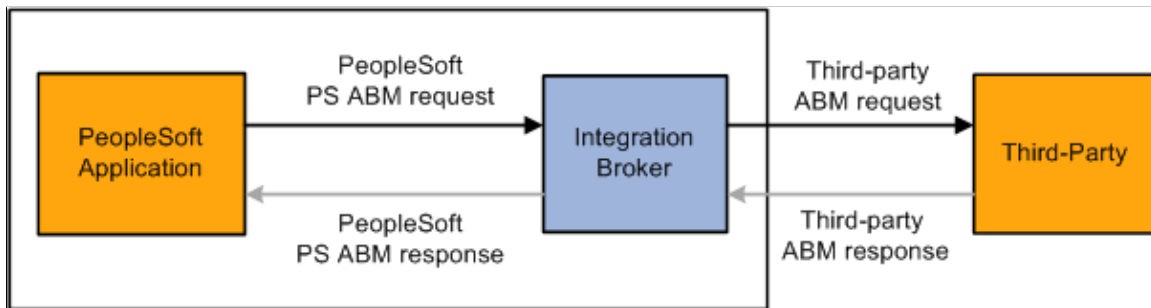 PeopleSoft
PS ABM request
Third-party
ABM request
PeopleSoft
Application
Integration
Broker
Third-Party
PeopleSoft
PS ABM response
Third-party
ABM response